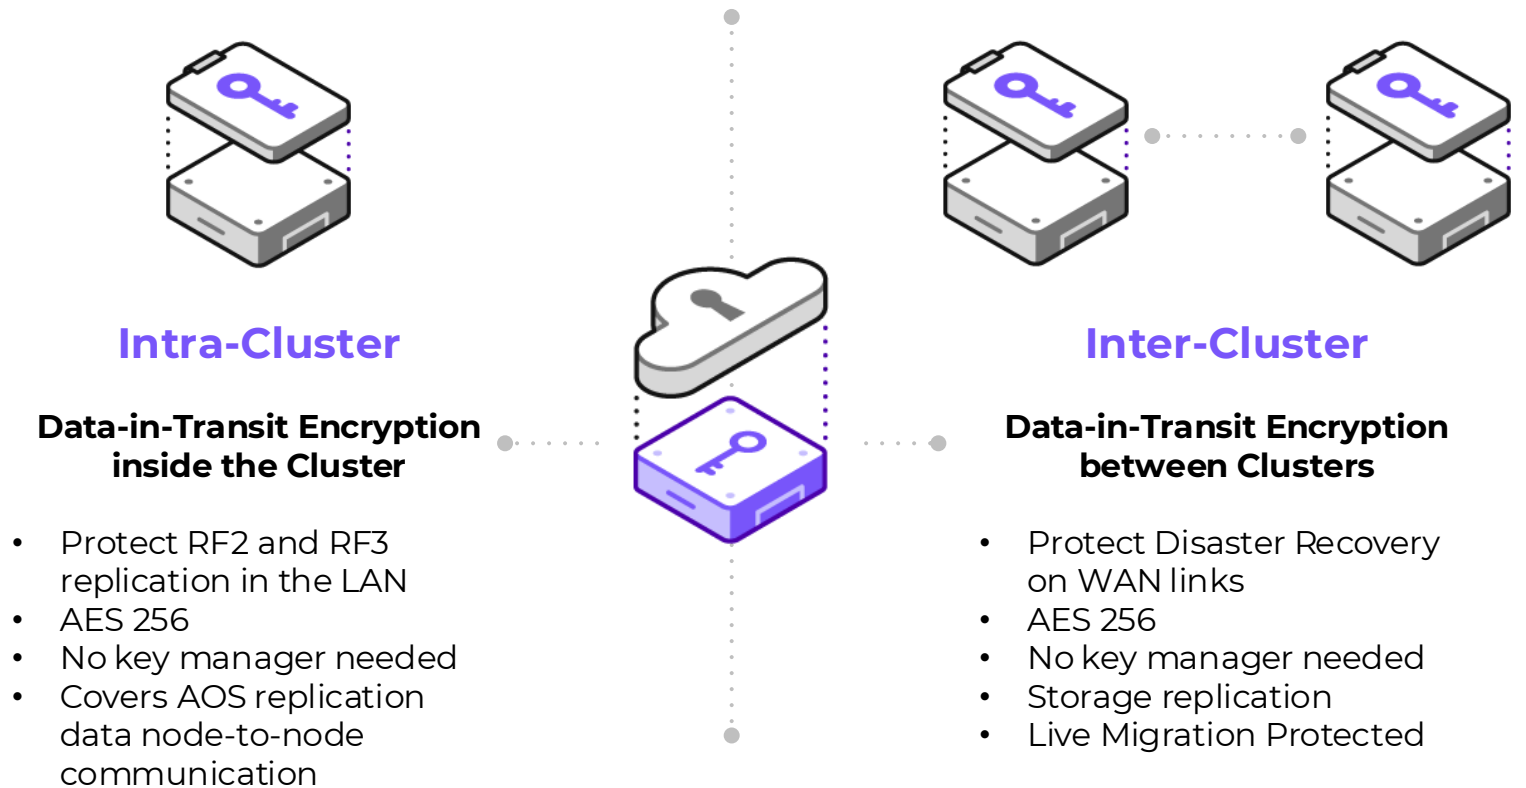 Intra-Cluster
Data-in-Transit Encryption
inside the Cluster
• Protect RF2 and RF3
replication in the LAN
• AES 256
• No key manager needed
• Covers AOS replication
data node-to-node
communication
Inter-Cluster
Data-in-Transit Encryption
between Clusters
• Protect Disaster Recovery
on WAN links
• AES 256
• No key manager needed
• Storage replication
• Live Migration Protected